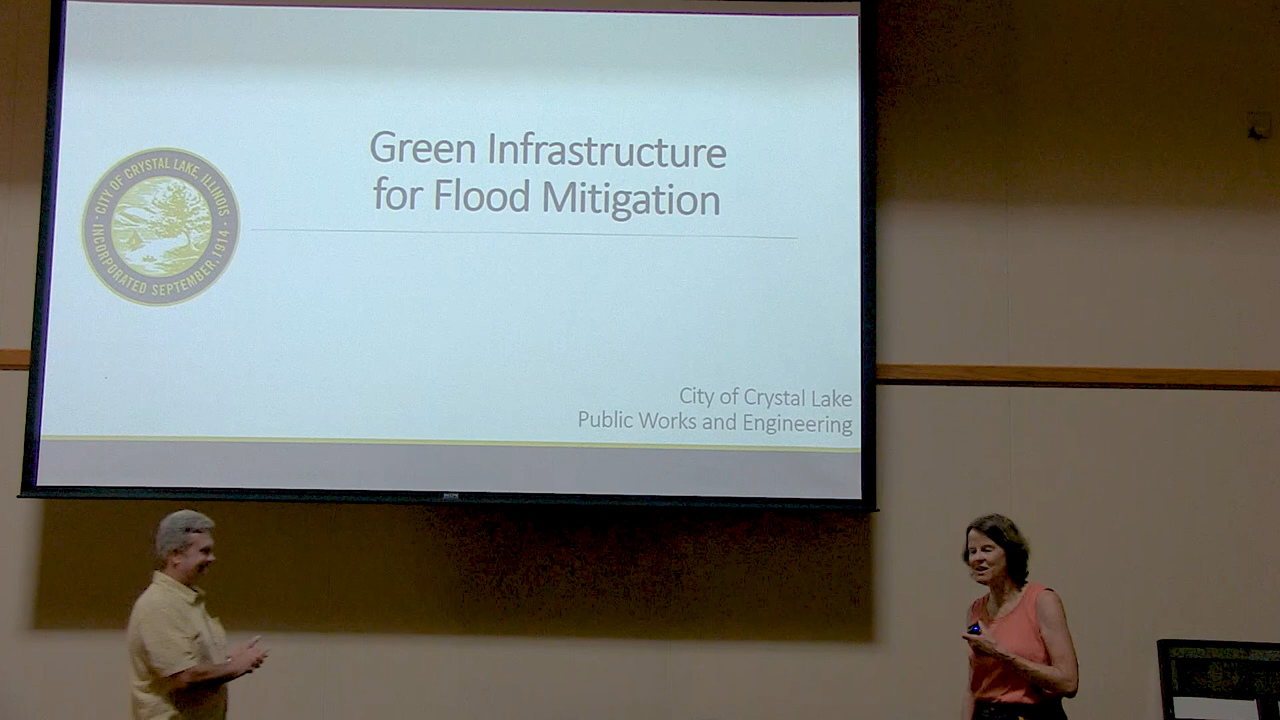 Green Infrastructure
for Flood Mitigation
CITY OF CRYSTAL LAKE, ILLINOIS
INCORPORATED SEPTEMBER, 1914
City of Crystal Lake
Public Works and Engineering